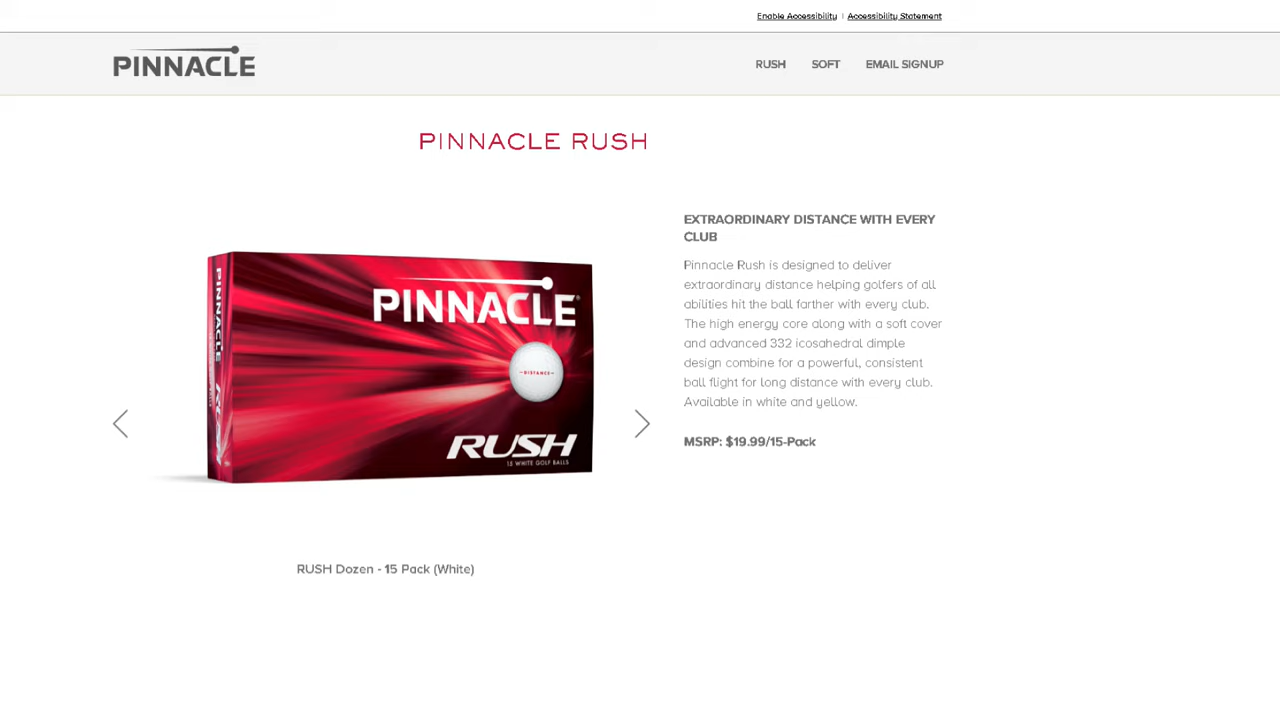 Enable Accessibility | Accessibility Statement
PINNACLE
RUSH SOFT EMAIL SIGNUP
PINNACLE RUSH
PINNACLE
RUSH
PINNACLE®
-DISTANCE-
RUSH
15 WHITE GOLF BALLS
RUSH Dozen - 15 Pack (White)
EXTRAORDINARY DISTANCE WITH EVERY
CLUB
Pinnacle Rush is designed to deliver
extraordinary distance helping golfers of all
abilities hit the ball farther with every club.
The high energy core along with a soft cover
and advanced 332 icosahedral dimple
design combine for a powerful, consistent
ball flight for long distance with every club.
Available in white and yellow.
MSRP: $19.99/15-Pack